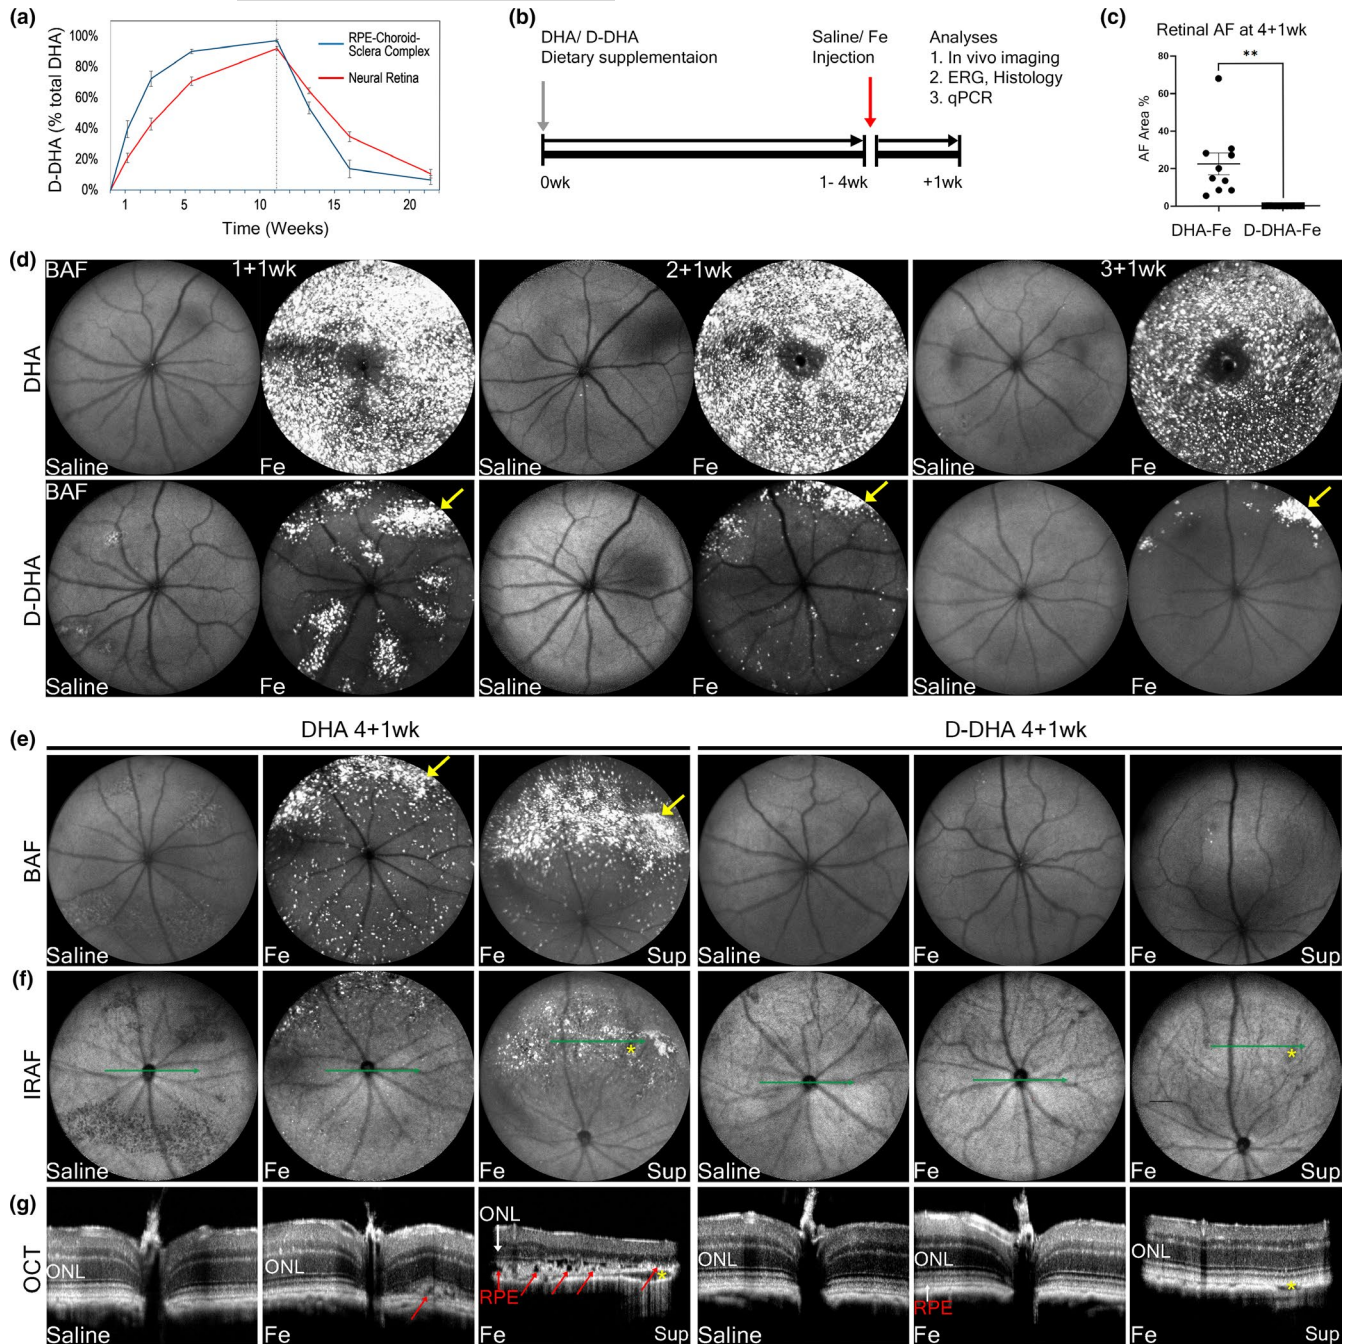 (a)
D-DHA (% total DHA)
100%
80%
60%
40%
20%
0%
RPE-Choroid-
Sclera Complex
Neural Retina
1 5 10 15 20
Time (Weeks)
(b)
DHA/ D-DHA
Dietary supplementaion
Saline/ Fe
Injection
Analyses
1. In vivo imaging
2. ERG, Histology
3. qPCR
0wk
1- 4wk
+1wk
(c)
Retinal AF at 4+1wk
**
AF Area %
80
60
40
20
0
DHA-Fe D-DHA-Fe
(d)
BAF 1+1wk 2+1wk 3+1wk
DHA
Saline Fe Saline Fe Saline Fe
BAF
D-DHA
Saline Fe Saline Fe Saline Fe
DHA 4+1wk D-DHA 4+1wk
(e)
BAF
Saline Fe Fe Sup Saline Fe Fe Sup
(f)
IRAF
* *
Saline Fe Fe Sup Saline Fe Fe Sup
(g)
OCT
ONL ONL ONL ONL ONL ONL
RPE * RPE *
Saline Fe Fe Sup Saline Fe Fe Sup